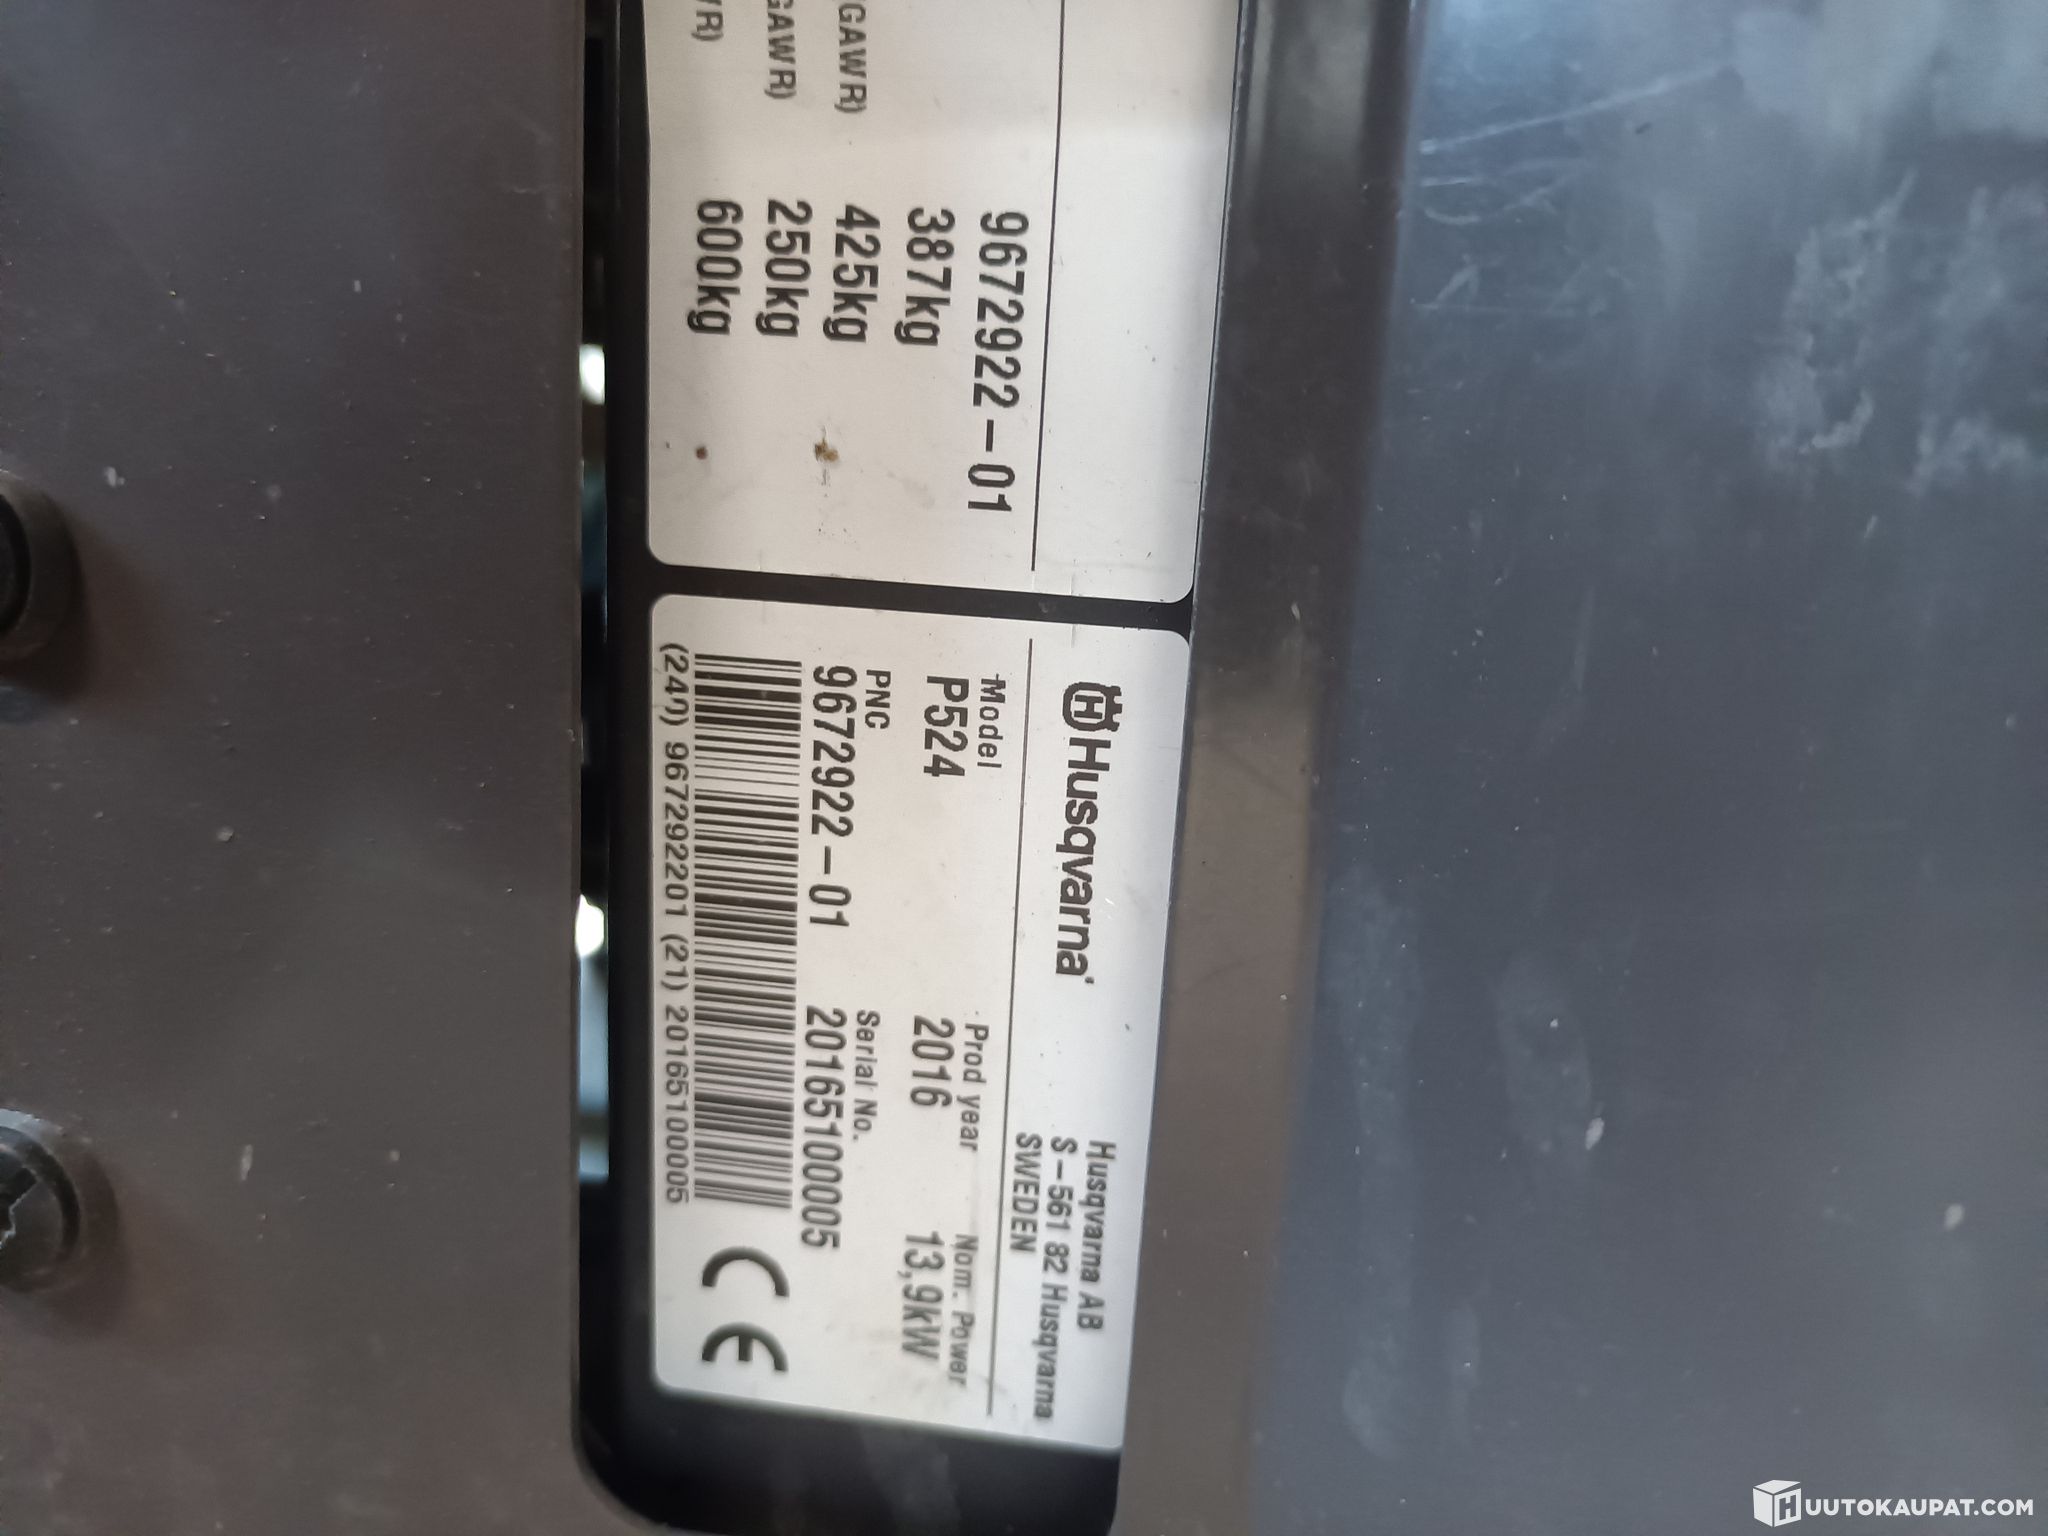 9672922-01
387kg
GAWR) 425kg
GAWR) 250kg
600kg
Husqvarna
Husqvarna AB
S-561 82 Husqvarna
SWEDEN
Model
Prod year
Nom. Power
P524
2016
13,9kW
PNC
Serial No.
9672922-01
20165100005
(240) 967292201 (21) 20165100005
CE
HUUTOKAUPAT.COM